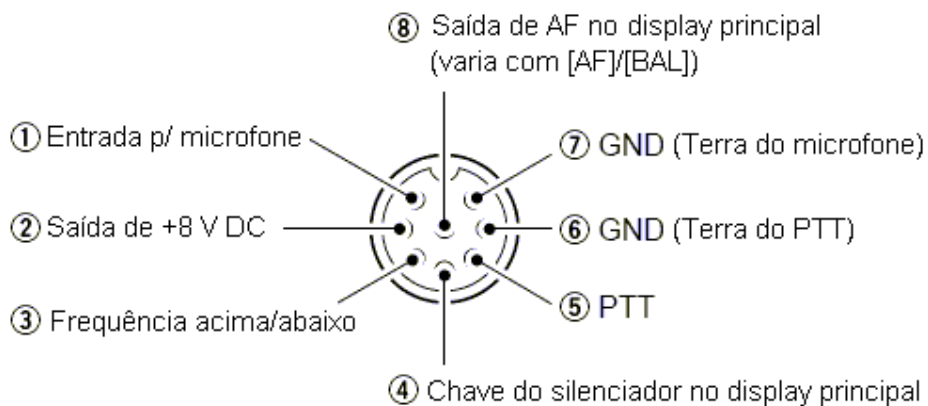 ⑧ Saída de AF no display principal
(varia com [AF]/[BAL])
① Entrada p/ microfone
⑦ GND (Terra do microfone)
② Saída de +8 V DC
⑥ GND (Terra do PTT)
③ Frequência acima/abaixo
⑤ PTT
④ Chave do silenciador no display principal